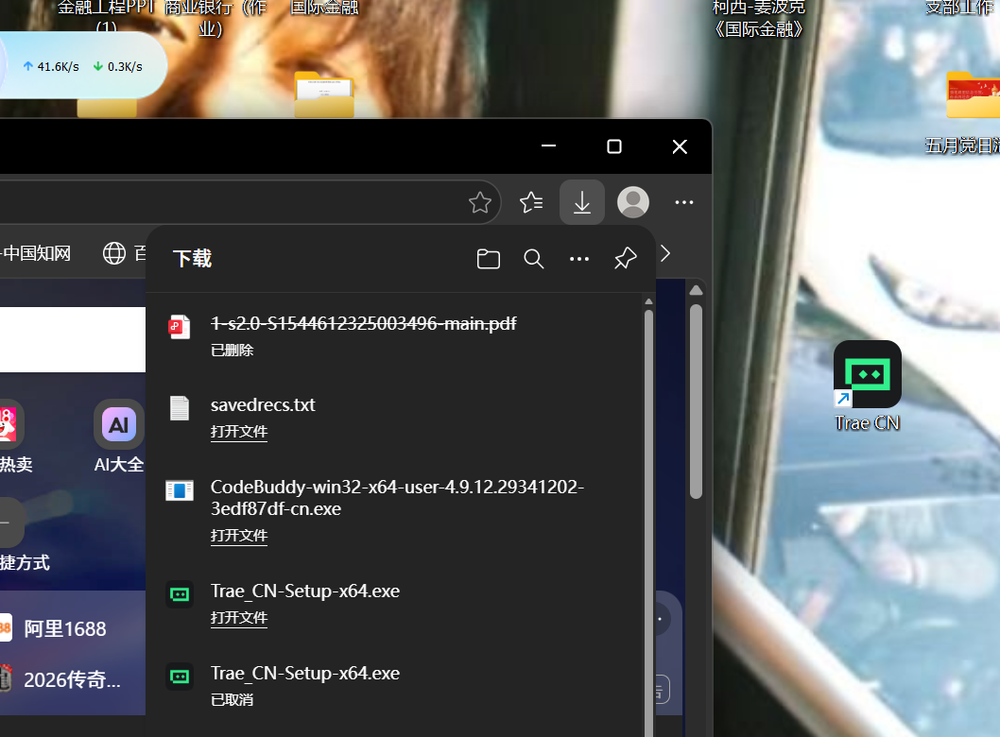 金融工程PPT
(1)
商业银行（作
业）
国际金融
柯西-姜波克
《国际金融》
支部工作
41.6K/s
0.3K/s
五月党日活
中国知网
百
下载
1-s2.0-S1544612325003496-main.pdf
已删除
savedrecs.txt
打开文件
CodeBuddy-win32-x64-user-4.9.12.29341202-
3edf87df-cn.exe
打开文件
Trae_CN-Setup-x64.exe
打开文件
Trae_CN-Setup-x64.exe
已取消
Trae CN
热卖
AI
AI大全
捷方式
阿里1688
2026传奇...